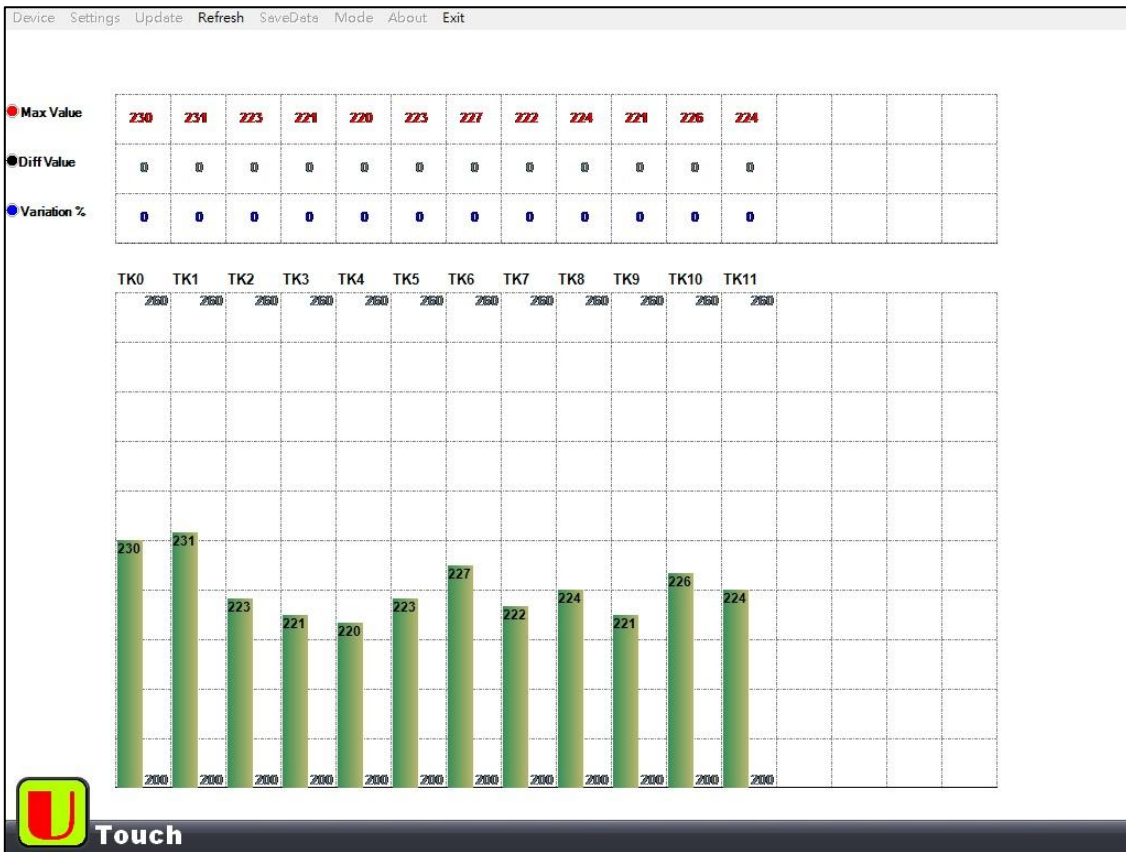 Device Settings Update Refresh SaveData Mode About Exit
Max Value 230 231 223 221 220 223 227 222 224 221 226 224
Diff Value 0 0 0 0 0 0 0 0 0 0 0 0
Variation % 0 0 0 0 0 0 0 0 0 0 0 0
TK0 TK1 TK2 TK3 TK4 TK5 TK6 TK7 TK8 TK9 TK10 TK11
260 260 260 260 260 260 260 260 260 260 260 260
230 231 223 221 220 223 227 222 224 221 226 224
200 200 200 200 200 200 200 200 200 200 200 200
U Touch